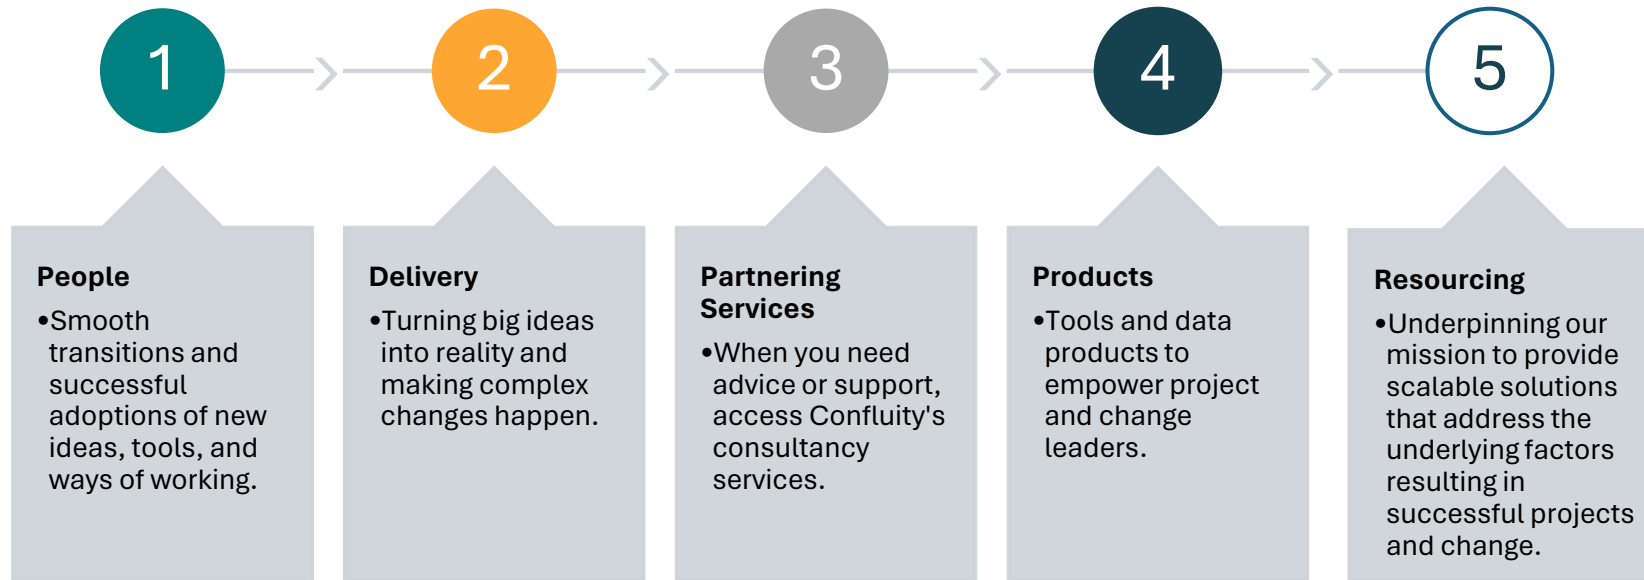 1
2
3
4
5
People
•Smooth
transitions and
successful
adoptions of new
ideas, tools, and
ways of working.
Delivery
•Turning big ideas
into reality and
making complex
changes happen.
Partnering
Services
•When you need
advice or support,
access Confluity's
consultancy
services.
Products
•Tools and data
products to
empower project
and change
leaders.
Resourcing
•Underpinning our
mission to provide
scalable solutions
that address the
underlying factors
resulting in
successful projects
and change.